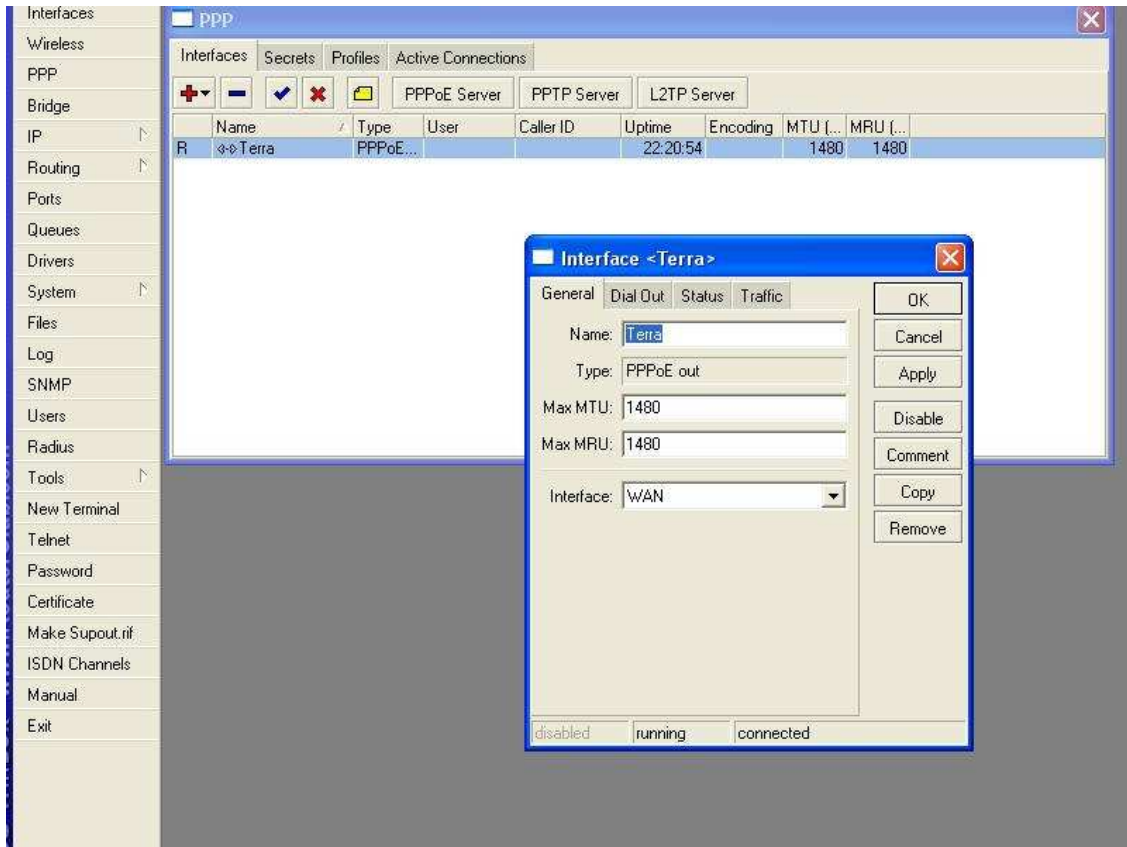 Interfaces
Wireless
PPP
Bridge
IP
Routing
Ports
Queues
Drivers
System
Files
Log
SNMP
Users
Radius
Tools
New Terminal
Telnet
Password
Certificate
Make Supout.rif
ISDN Channels
Manual
Exit
PPP
Interfaces Secrets Profiles Active Connections
PPPoE Server PPTP Server L2TP Server
Name Type User Caller ID Uptime Encoding MTU (... MRU (...
R Terra PPPoE... 22:20:54 1480 1480
Interface <Terra>
General Dial Out Status Traffic
Name: Terra
Type: PPPoE out
Max MTU: 1480
Max MRU: 1480
Interface: WAN
OK
Cancel
Apply
Disable
Comment
Copy
Remove
disabled running connected